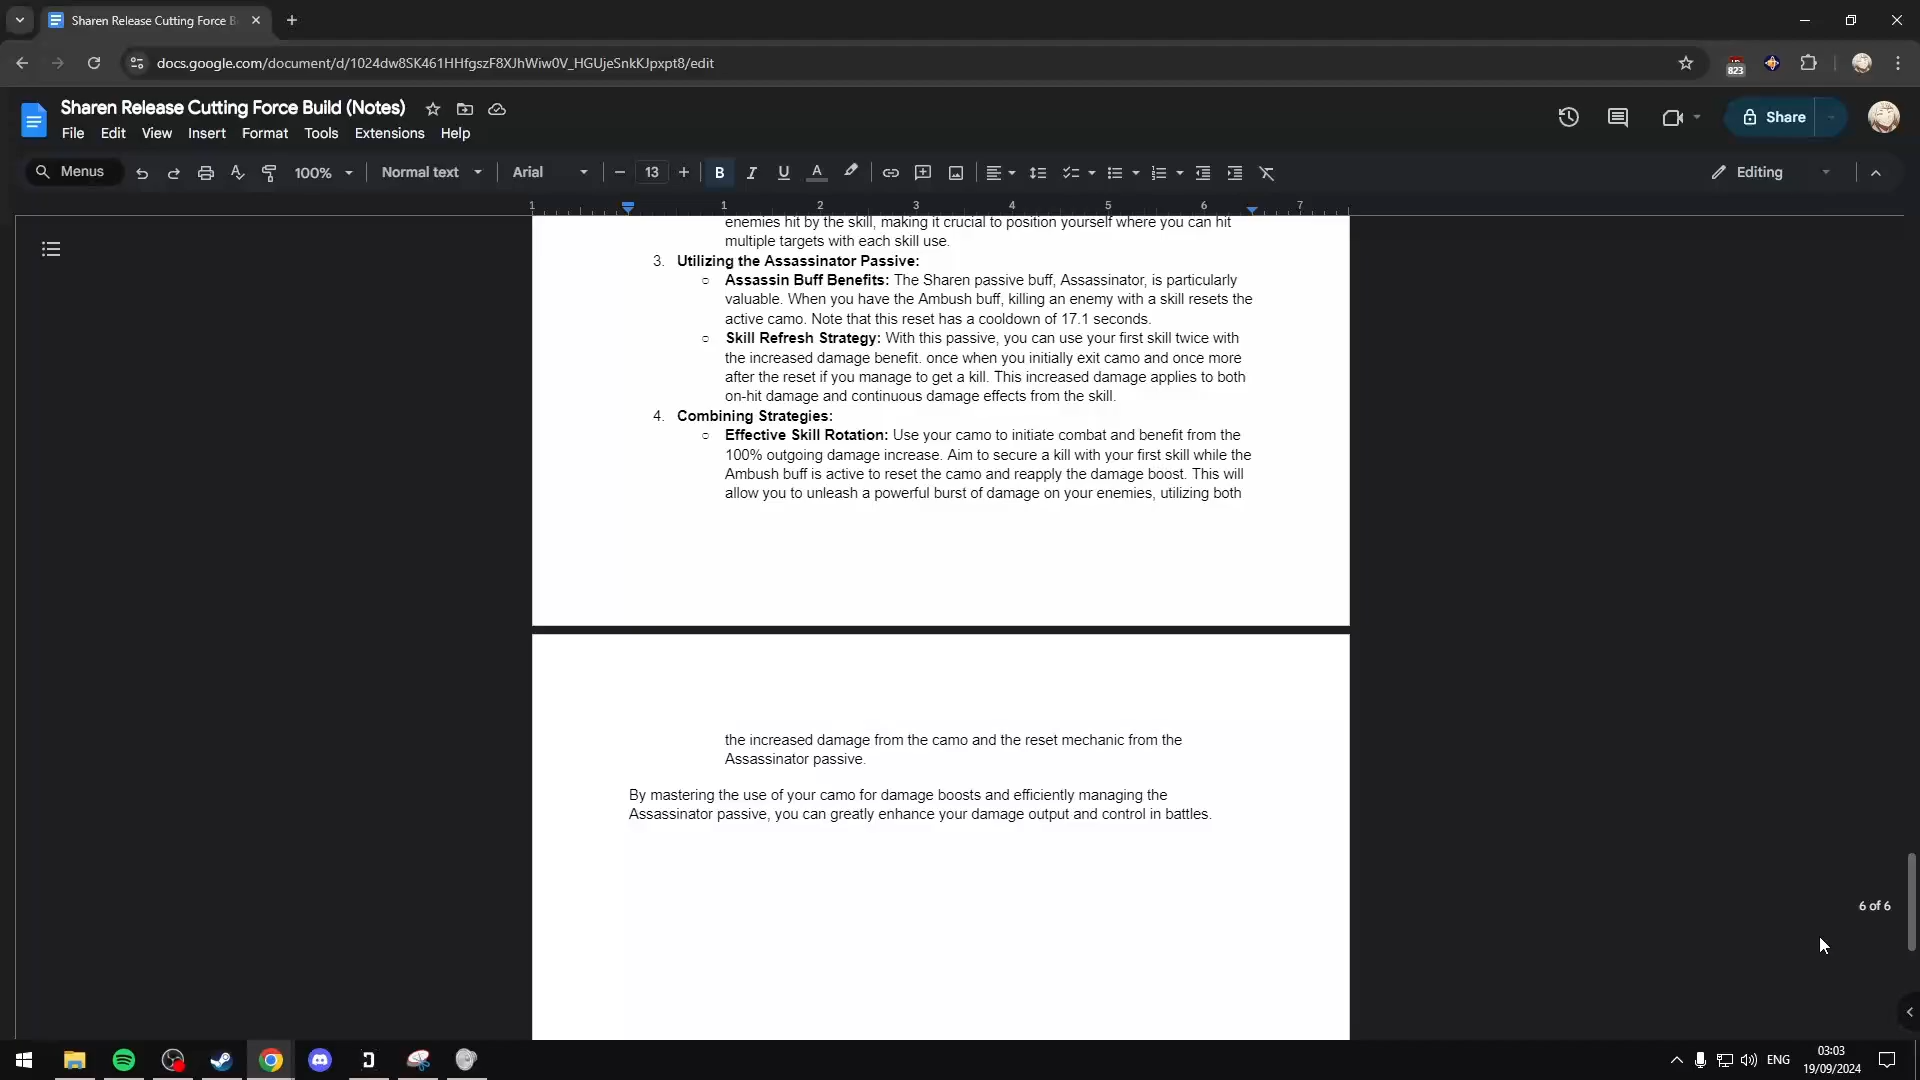 Sharen Release Cutting Force B
docs.google.com/document/d/1024dw8SK461HHfgszF8XJhWiw0V_HGUjeSnkKJpxpt8/edit
823
Sharen Release Cutting Force Build (Notes)
File Edit View Insert Format Tools Extensions Help
Share
Menus 100% Normal text Arial 13 B I U A Editing
1 1 2 3 4 5 6 7
enemies hit by the skill, making it crucial to position yourself where you can hit
multiple targets with each skill use.
3. Utilizing the Assassinator Passive:
○ Assassin Buff Benefits: The Sharen passive buff, Assassinator, is particularly
valuable. When you have the Ambush buff, killing an enemy with a skill resets the
active camo. Note that this reset has a cooldown of 17.1 seconds.
○ Skill Refresh Strategy: With this passive, you can use your first skill twice with
the increased damage benefit. once when you initially exit camo and once more
after the reset if you manage to get a kill. This increased damage applies to both
on-hit damage and continuous damage effects from the skill.
4. Combining Strategies:
○ Effective Skill Rotation: Use your camo to initiate combat and benefit from the
100% outgoing damage increase. Aim to secure a kill with your first skill while the
Ambush buff is active to reset the camo and reapply the damage boost. This will
allow you to unleash a powerful burst of damage on your enemies, utilizing both
the increased damage from the camo and the reset mechanic from the
Assassinator passive.
By mastering the use of your camo for damage boosts and efficiently managing the
Assassinator passive, you can greatly enhance your damage output and control in battles.
6 of 6
ENG
03:03
19/09/2024